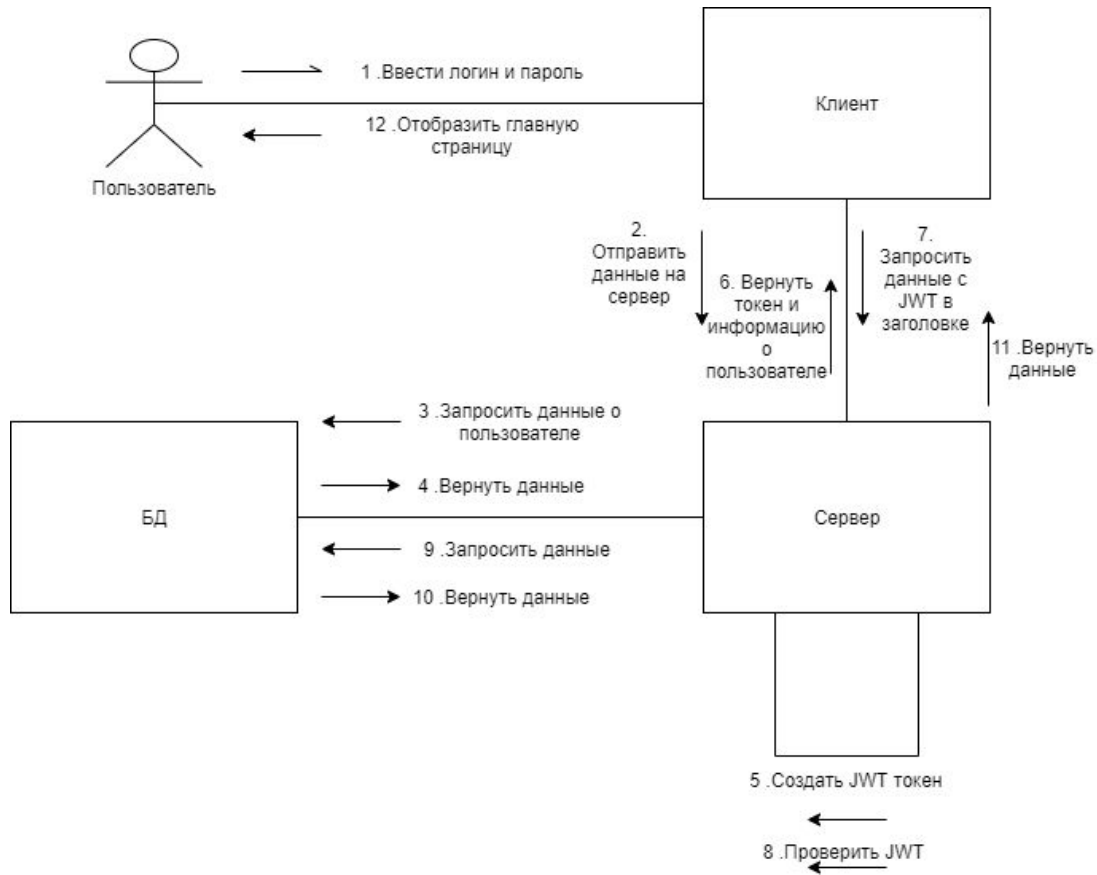 1 .Ввести логин и пароль
Клиент
12 .Отобразить главную
страницу
Пользователь
2.
Отправить
данные на
сервер
6. Вернуть
токен и
информацию
о
пользователе
7.
Запросить
данные с
JWT в
заголовке
11 .Вернуть
данные
3 .Запросить данные о
пользователе
4 .Вернуть данные
БД
Сервер
9 .Запросить данные
10 .Вернуть данные
5 .Создать JWT токен
8 .Проверить JWT